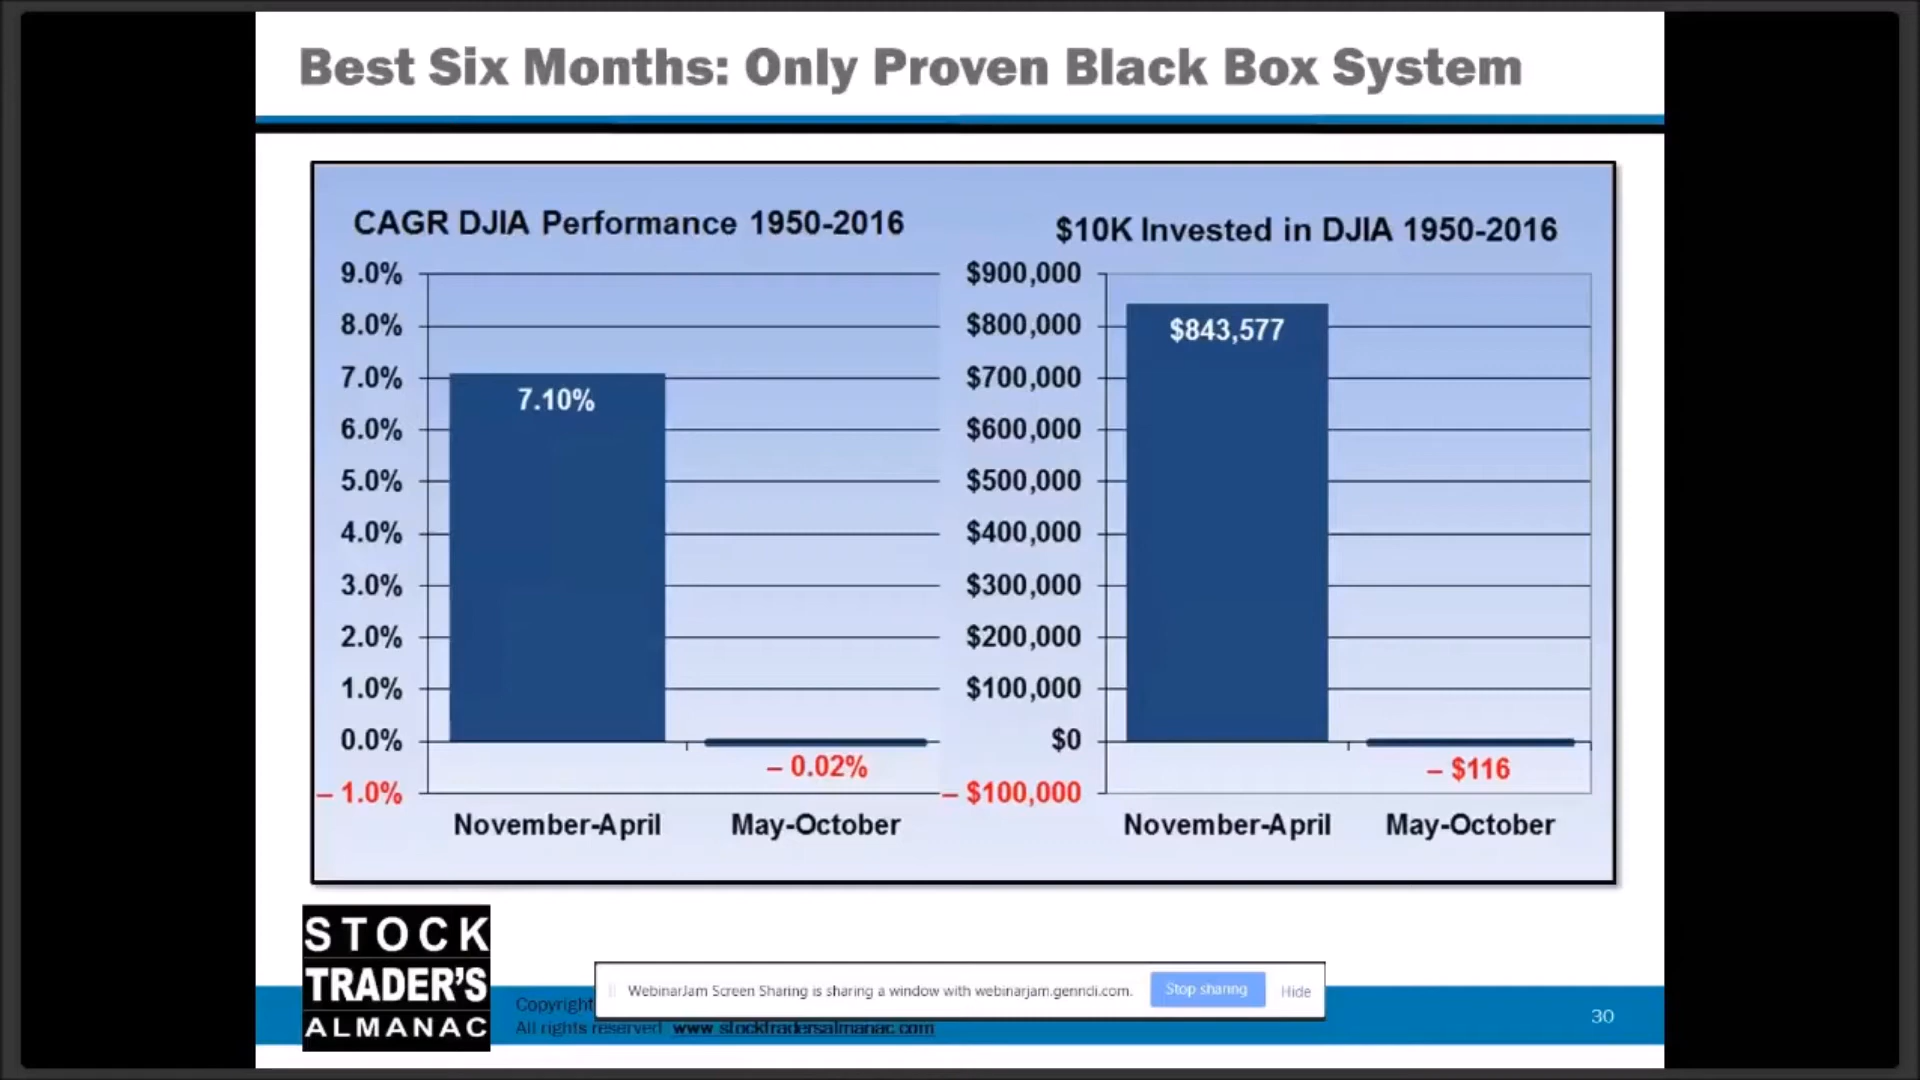 Best Six Months: Only Proven Black Box System
CAGR DJIA Performance 1950-2016
9.0%
8.0%
7.0%
6.0%
5.0%
4.0%
3.0%
2.0%
1.0%
0.0%
– 1.0%
7.10%
– 0.02%
November-April
May-October
$10K Invested in DJIA 1950-2016
$900,000
$800,000
$700,000
$600,000
$500,000
$400,000
$300,000
$200,000
$100,000
$0
– $100,000
$843,577
– $116
November-April
May-October
STOCK
TRADER'S
ALMANAC
Copyright
All rights reserved www.stocktradersalmanac.com
WebinarJam Screen Sharing is sharing a window with webinarjam.genndi.com.
Stop sharing
Hide
30